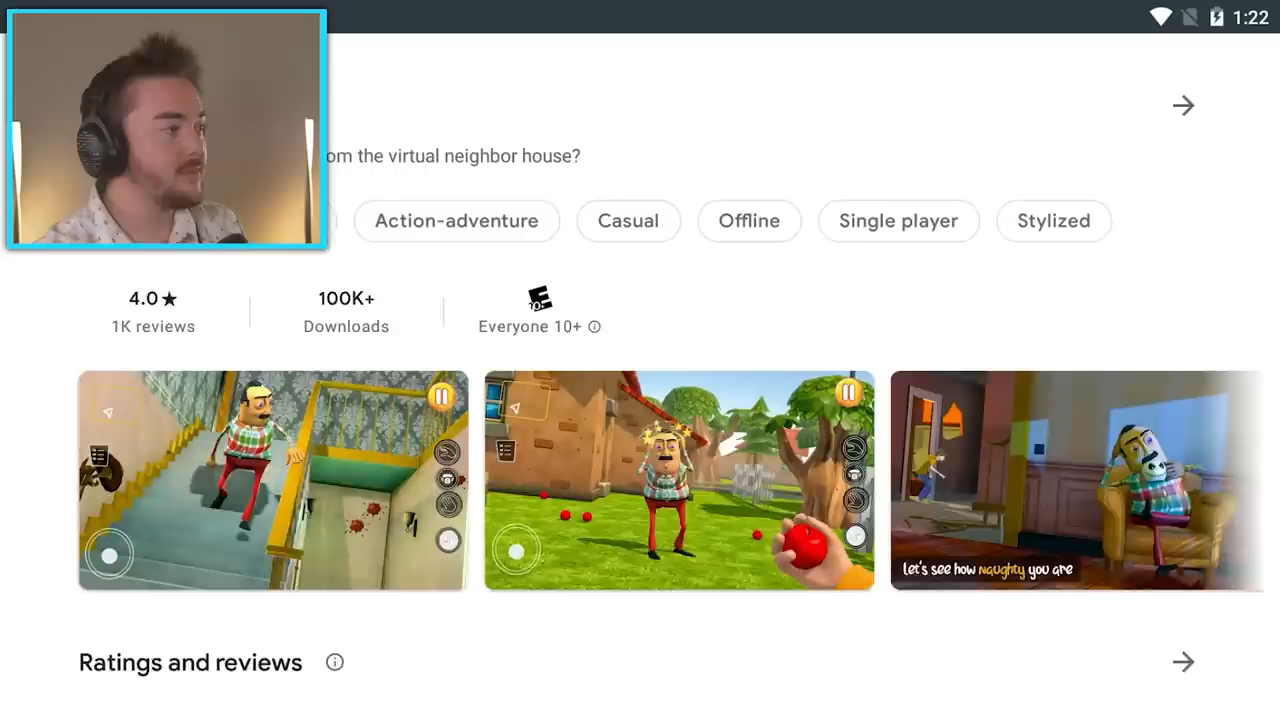 1:22
om the virtual neighbor house?
Action-adventure
Casual
Offline
Single player
Stylized
4.0★
1K reviews
100K+
Downloads
E
10+
Everyone 10+
Let's see how naughty you are
Ratings and reviews